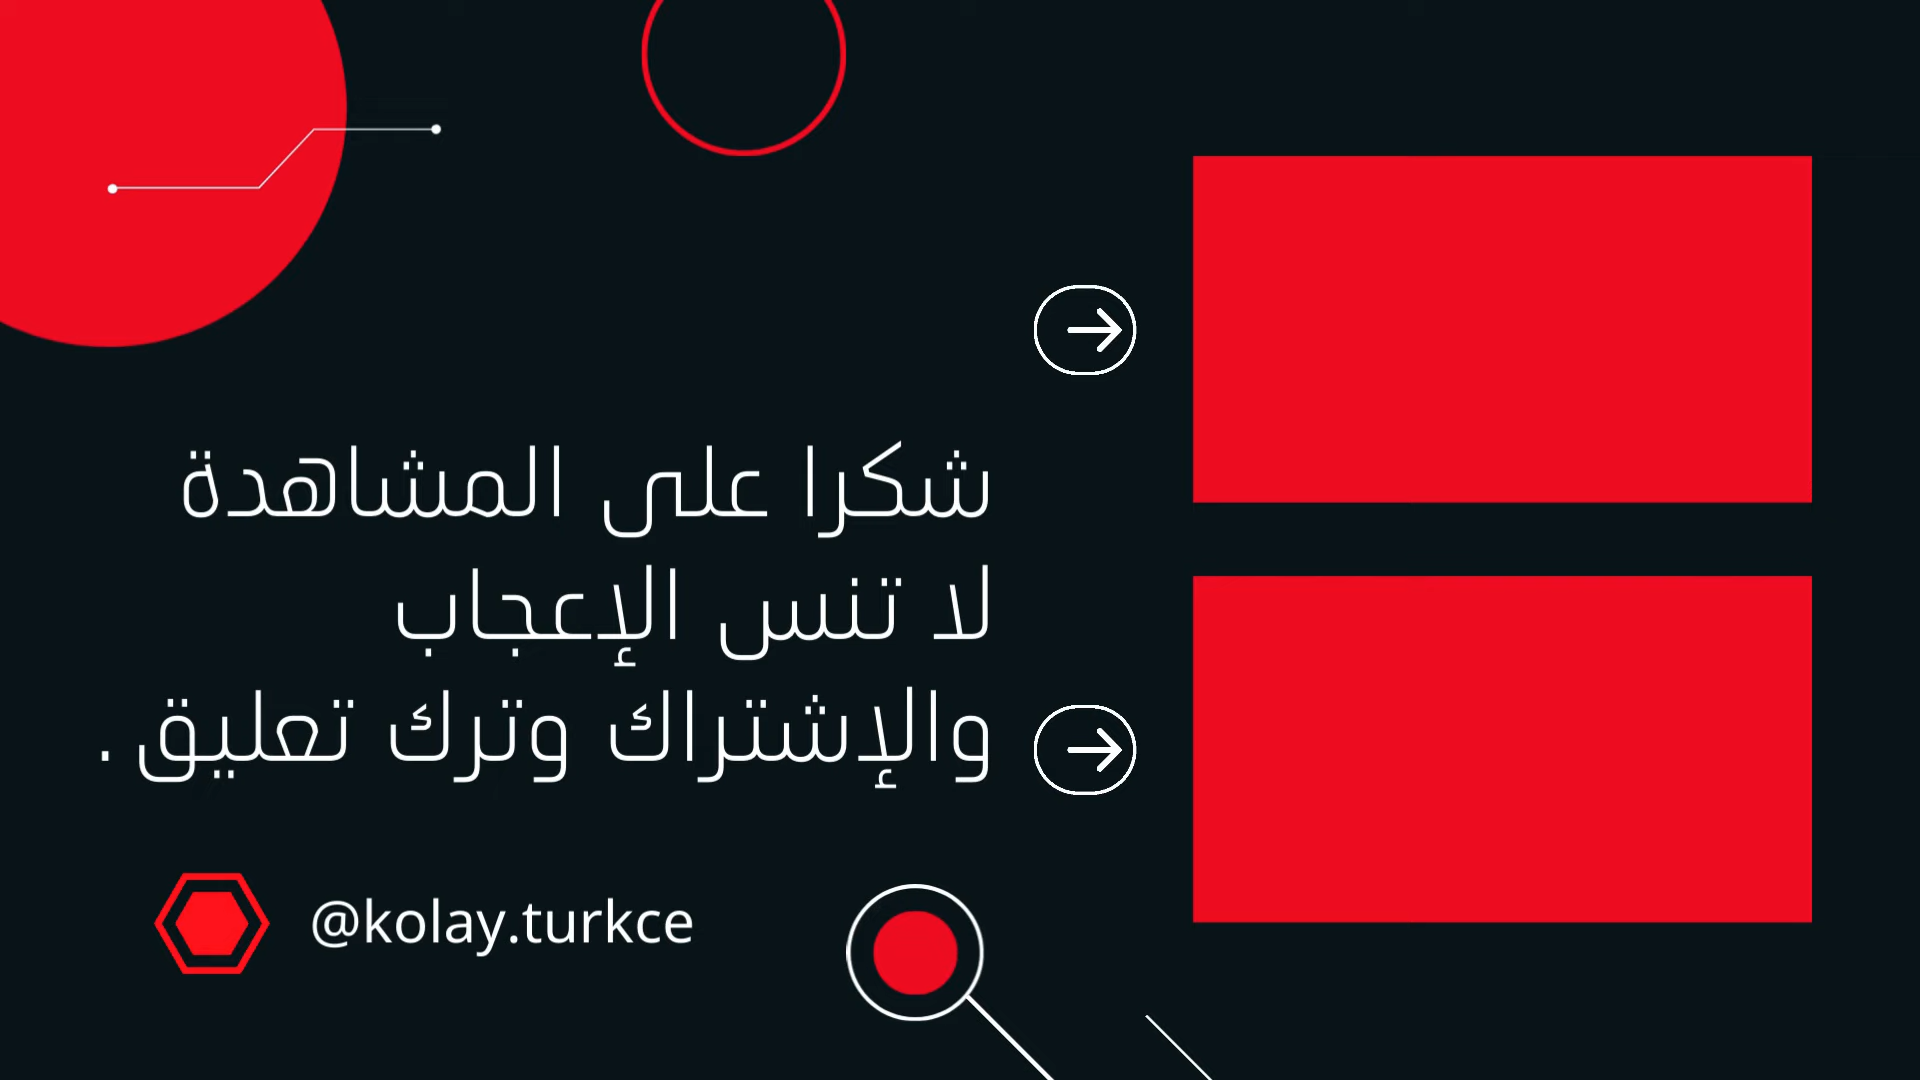 شكرا على المشاهدة
لا تنس الإعجاب
والإشتراك وترك تعليق .
@kolay.turkce